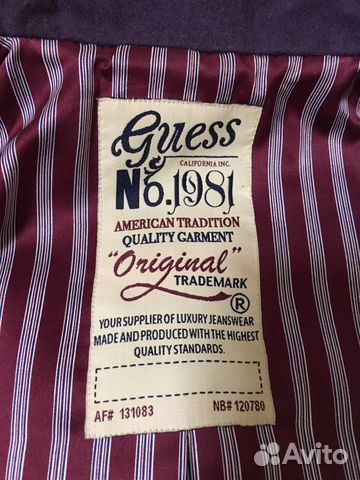 Guess
CALIFORNIA INC.
No.1981
AMERICAN TRADITION
QUALITY GARMENT
"Original"
TRADEMARK
®
YOUR SUPPLIER OF LUXURY JEANSWEAR
MADE AND PRODUCED WITH THE HIGHEST
QUALITY STANDARDS.
AF# 131083 NB# 120780
Avito